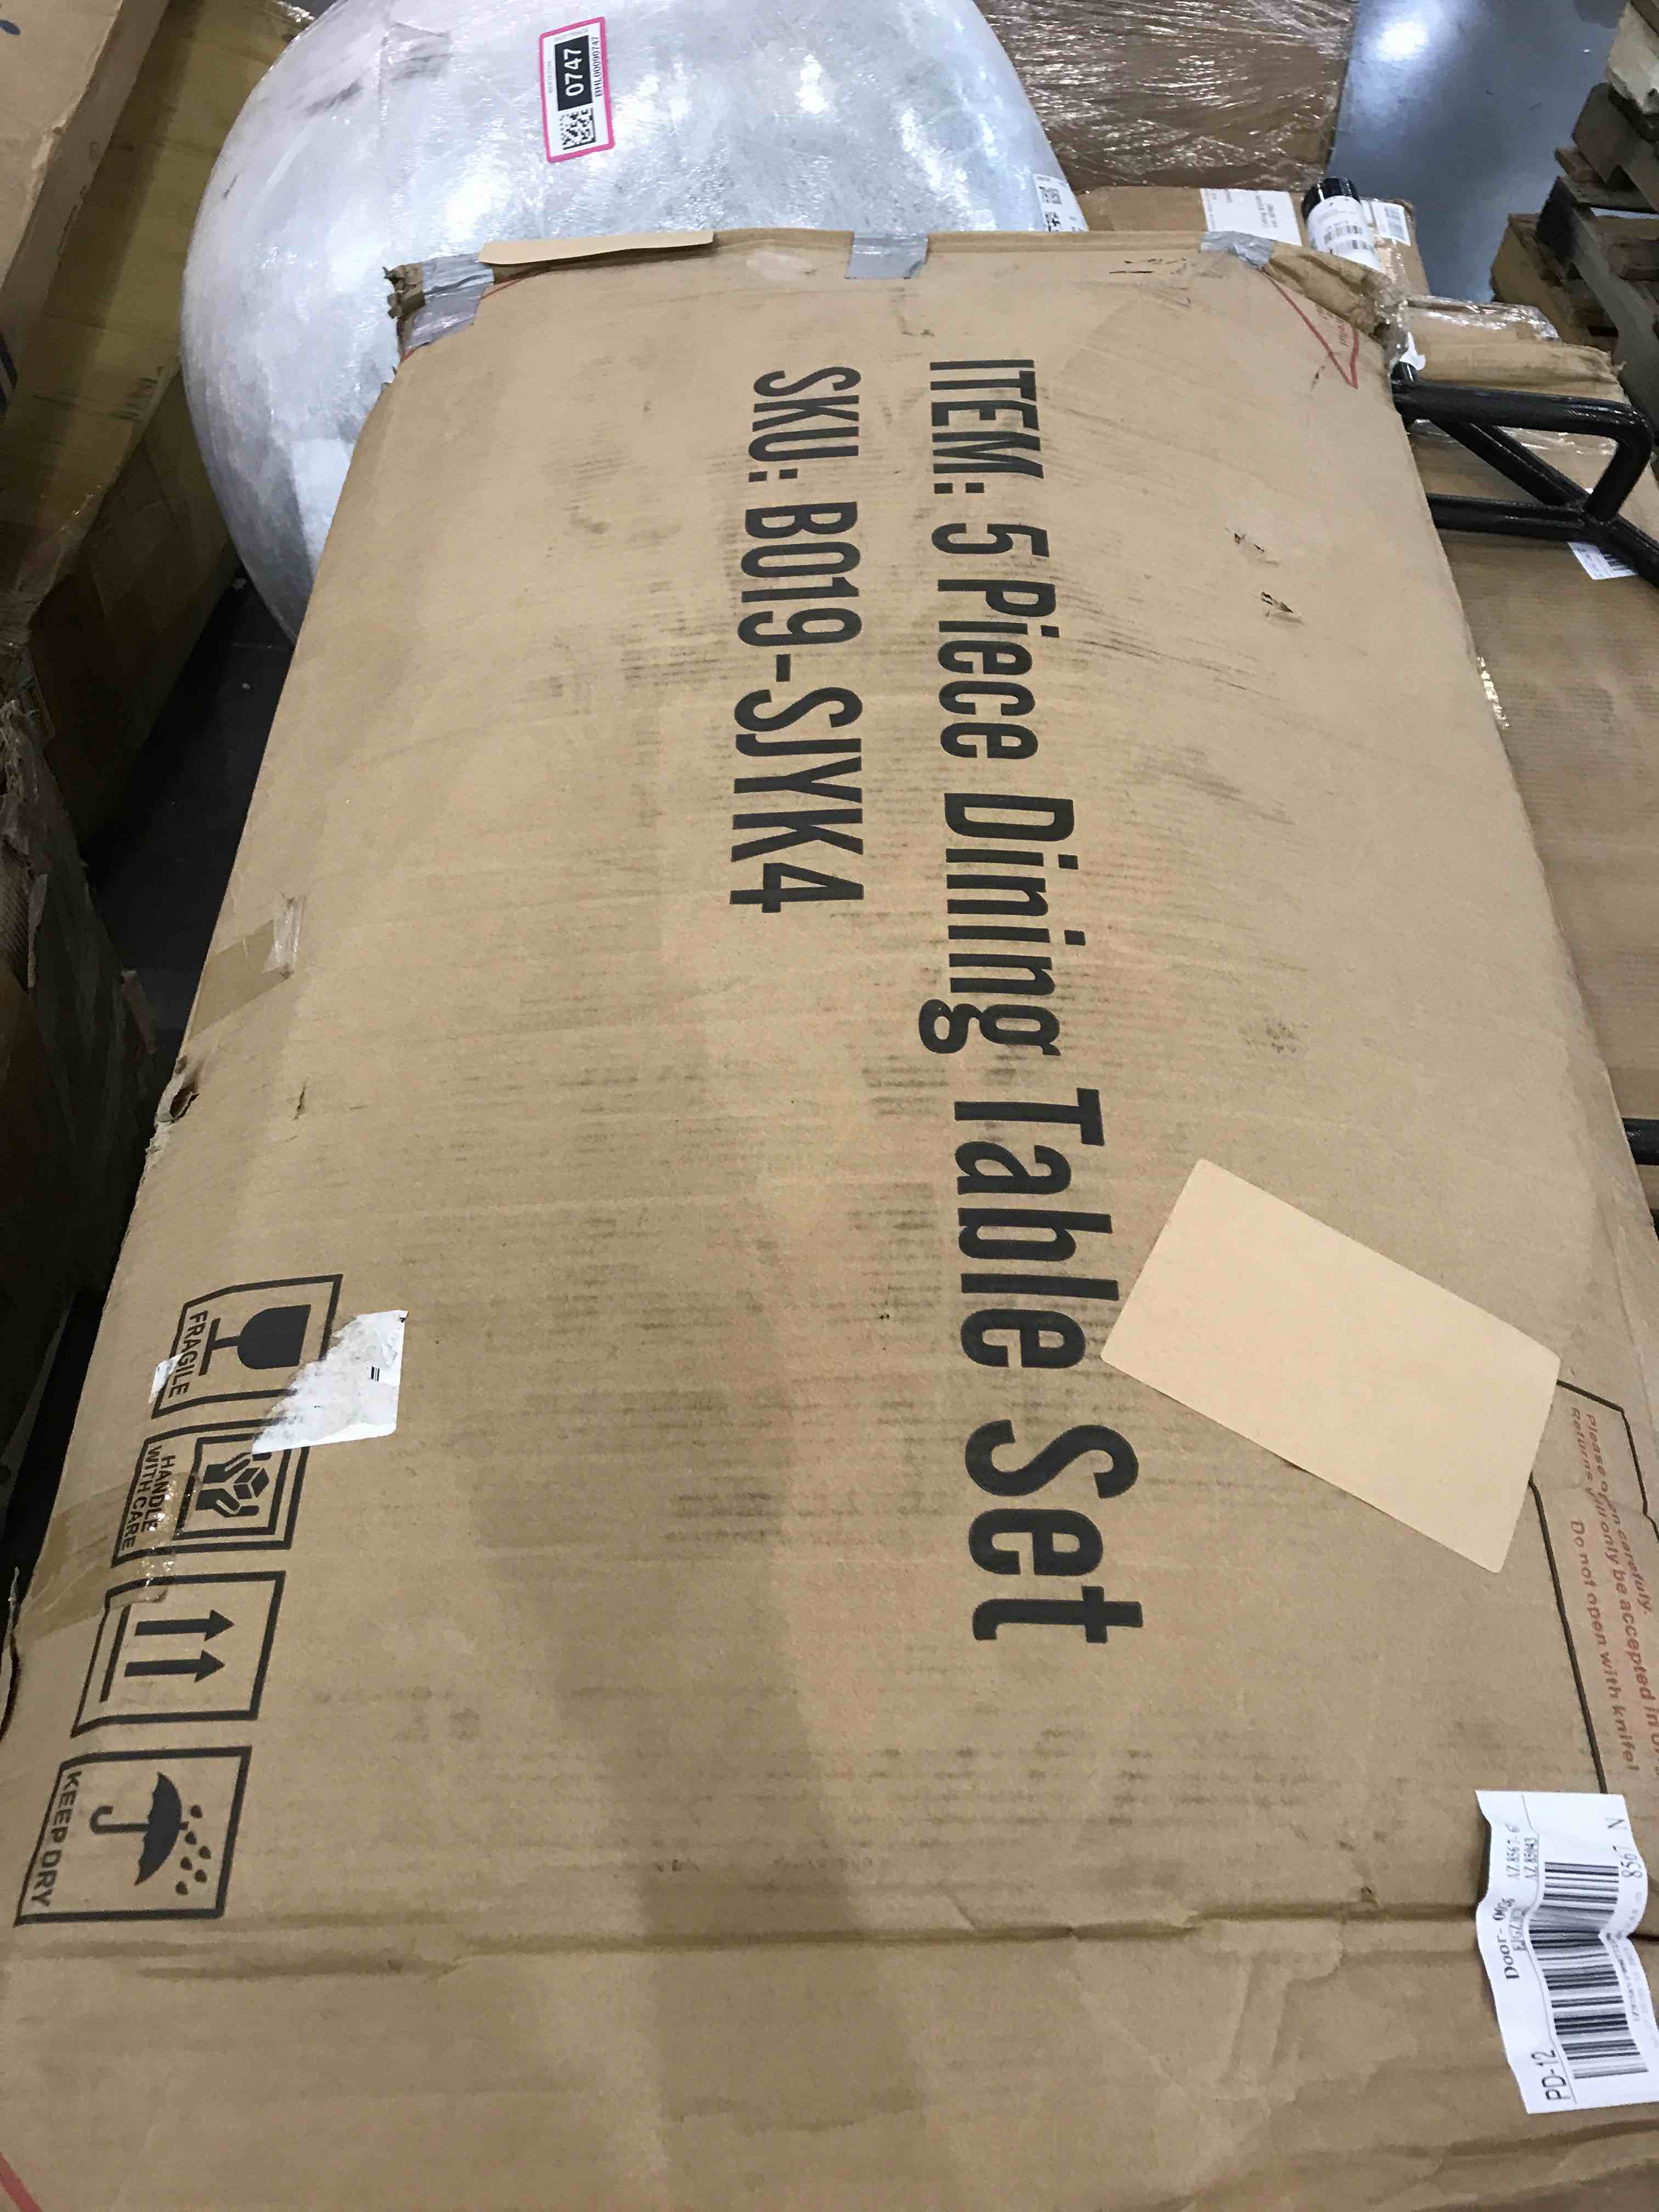 ITEM: 5 Piece Dining Table Set
SKU: B019-SJYK4
FRAGILE
HANDLE
WITH CARE
KEEP DRY
Please open carefully.
Returns will only be accepted in
Do not open with knife!
0747
Door-
PD-12